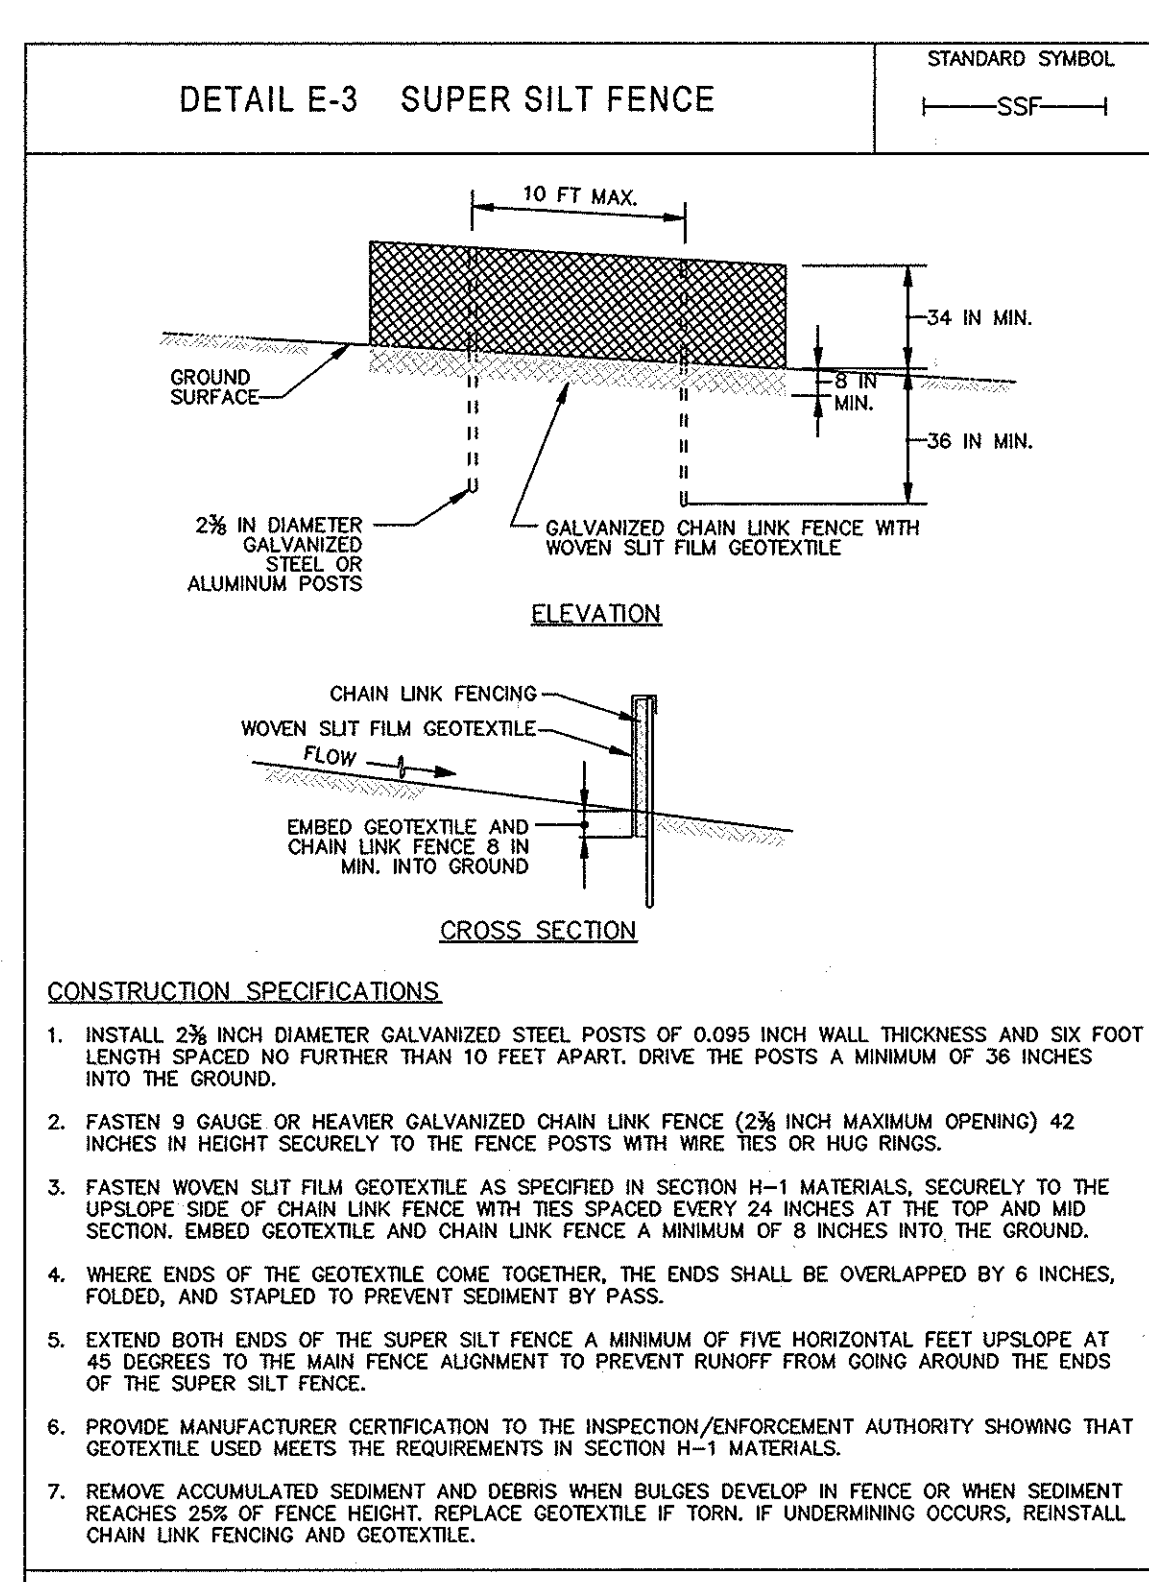 DETAIL E-3 SUPER SILT FENCE
STANDARD SYMBOL
SSF
10 FT MAX.
34 IN MIN.
GROUND
SURFACE
8 IN
MIN.
36 IN MIN.
2⅜ IN DIAMETER
GALVANIZED
STEEL OR
ALUMINUM POSTS
GALVANIZED CHAIN LINK FENCE WITH
WOVEN SLIT FILM GEOTEXTILE
ELEVATION
CHAIN LINK FENCING
WOVEN SLIT FILM GEOTEXTILE
FLOW
EMBED GEOTEXTILE AND
CHAIN LINK FENCE 8 IN
MIN. INTO GROUND
CROSS SECTION
CONSTRUCTION SPECIFICATIONS
1. INSTALL 2⅜ INCH DIAMETER GALVANIZED STEEL POSTS OF 0.095 INCH WALL THICKNESS AND SIX FOOT
LENGTH SPACED NO FURTHER THAN 10 FEET APART. DRIVE THE POSTS A MINIMUM OF 36 INCHES
INTO THE GROUND.
2. FASTEN 9 GAUGE OR HEAVIER GALVANIZED CHAIN LINK FENCE (2⅜ INCH MAXIMUM OPENING) 42
INCHES IN HEIGHT SECURELY TO THE FENCE POSTS WITH WIRE TIES OR HUG RINGS.
3. FASTEN WOVEN SLIT FILM GEOTEXTILE AS SPECIFIED IN SECTION H-1 MATERIALS, SECURELY TO THE
UPSLOPE SIDE OF CHAIN LINK FENCE WITH TIES SPACED EVERY 24 INCHES AT THE TOP AND MID
SECTION. EMBED GEOTEXTILE AND CHAIN LINK FENCE A MINIMUM OF 8 INCHES INTO THE GROUND.
4. WHERE ENDS OF THE GEOTEXTILE COME TOGETHER, THE ENDS SHALL BE OVERLAPPED BY 6 INCHES,
FOLDED, AND STAPLED TO PREVENT SEDIMENT BY PASS.
5. EXTEND BOTH ENDS OF THE SUPER SILT FENCE A MINIMUM OF FIVE HORIZONTAL FEET UPSLOPE AT
45 DEGREES TO THE MAIN FENCE ALIGNMENT TO PREVENT RUNOFF FROM GOING AROUND THE ENDS
OF THE SUPER SILT FENCE.
6. PROVIDE MANUFACTURER CERTIFICATION TO THE INSPECTION/ENFORCEMENT AUTHORITY SHOWING THAT
GEOTEXTILE USED MEETS THE REQUIREMENTS IN SECTION H-1 MATERIALS.
7. REMOVE ACCUMULATED SEDIMENT AND DEBRIS WHEN BULGES DEVELOP IN FENCE OR WHEN SEDIMENT
REACHES 25% OF FENCE HEIGHT. REPLACE GEOTEXTILE IF TORN. IF UNDERMINING OCCURS, REINSTALL
CHAIN LINK FENCING AND GEOTEXTILE.